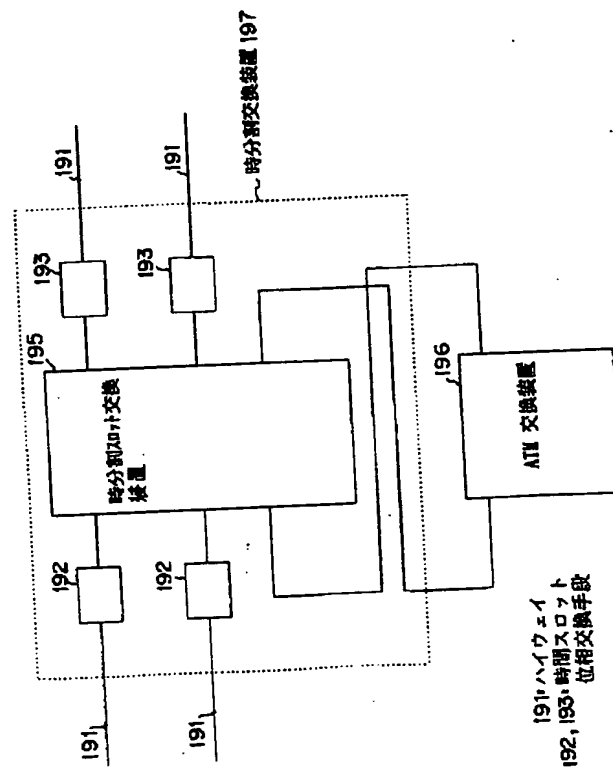 時分割交換装置 197
191
191
193
193
195
時分割スロット交換
装置
192
192
191
191
196
ATM 交換装置
191:ハイウェイ
192,193:時間スロット
位相交換手段